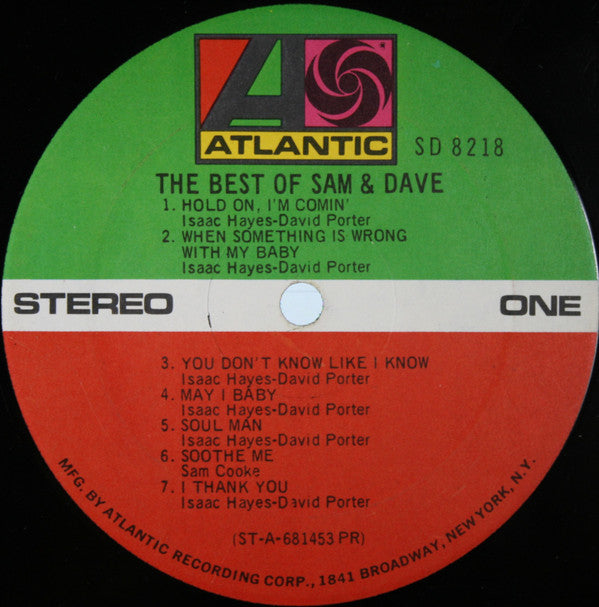 ATLANTIC
SD 8218
THE BEST OF SAM & DAVE
1. HOLD ON, I'M COMIN'
Isaac Hayes-David Porter
2. WHEN SOMETHING IS WRONG
WITH MY BABY
Isaac Hayes-David Porter
STEREO
ONE
3. YOU DON'T KNOW LIKE I KNOW
Isaac Hayes-David Porter
4. MAY I BABY
Isaac Hayes-David Porter
5. SOUL MAN
Isaac Hayes-David Porter
6. SOOTHE ME
Sam Cooke
7. I THANK YOU
Isaac Hayes-David Porter
(ST-A-681453 PR)
MFG. BY ATLANTIC RECORDING CORP., 1841 BROADWAY, NEW YORK, N.Y.